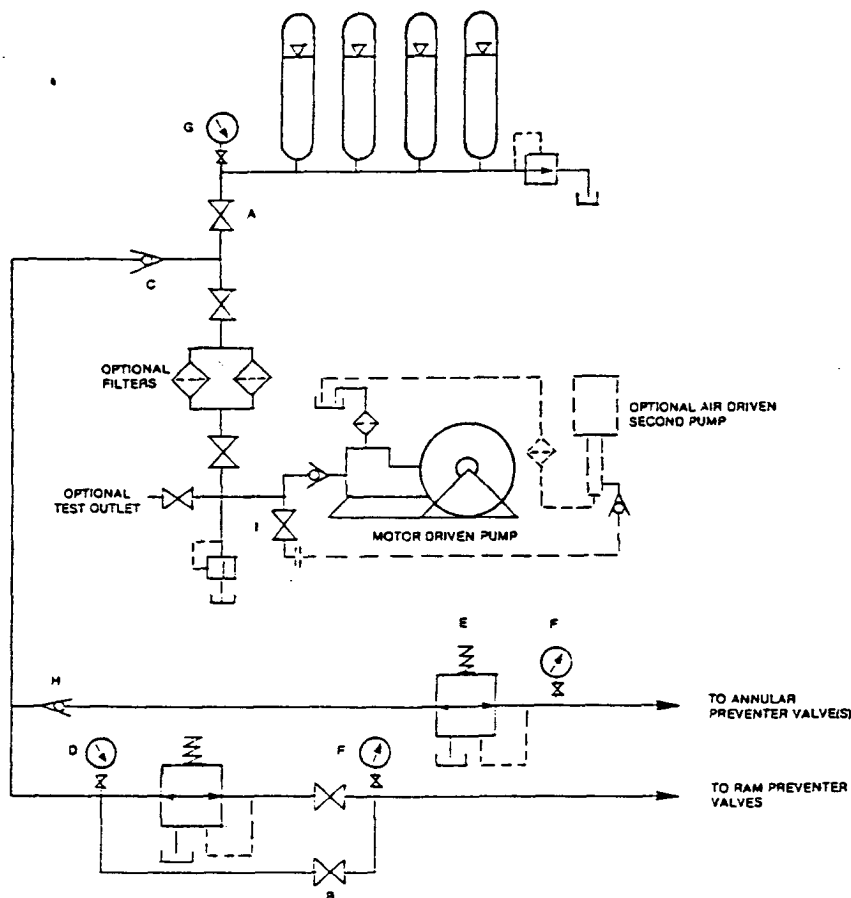 G
A
C
OPTIONAL
FILTERS
OPTIONAL AIR DRIVEN
SECOND PUMP
OPTIONAL
TEST OUTLET
I
MOTOR DRIVEN PUMP
E
F
H
TO ANNULAR
PREVENTER VALVE(S)
D
F
TO RAM PREVENTER
VALVES
B